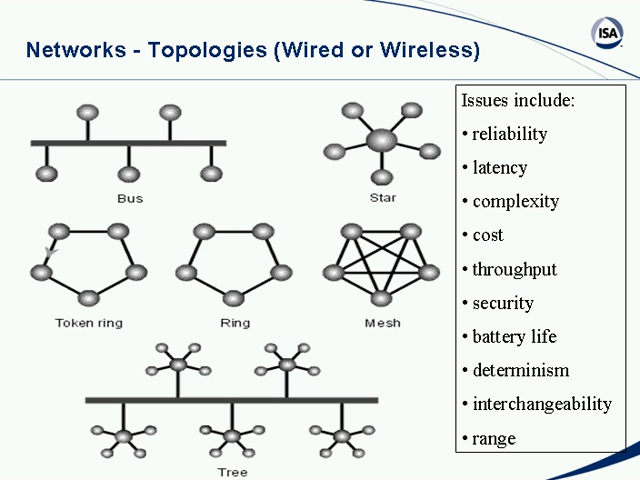 ISA
Networks - Topologies (Wired or Wireless)
Bus
Star
Token ring
Ring
Mesh
Tree
Issues include:
• reliability
• latency
• complexity
• cost
• throughput
• security
• battery life
• determinism
• interchangeability
• range